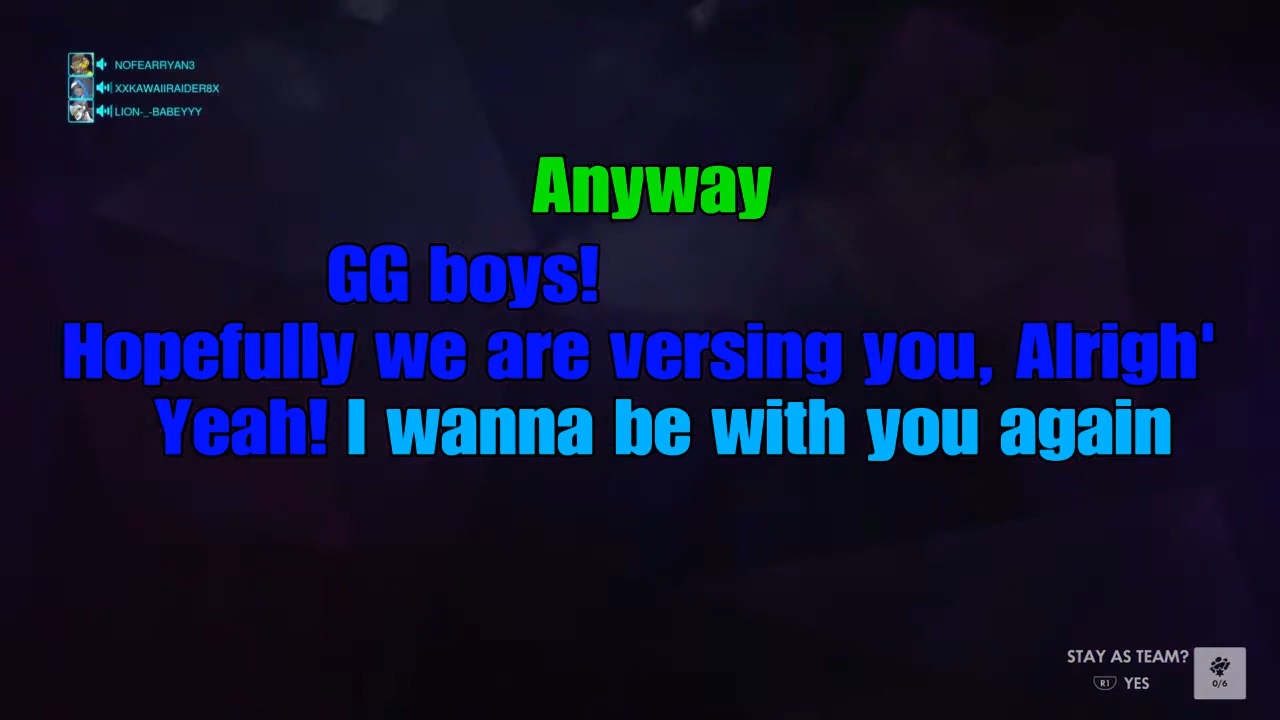 NOFEARRYAN3
XXKAWAIIRAIDER8X
LION-_-BABEYYY
Anyway
GG boys!
Hopefully we are versing you, Alrigh'
Yeah! I wanna be with you again
STAY AS TEAM?
R1 YES
0/6